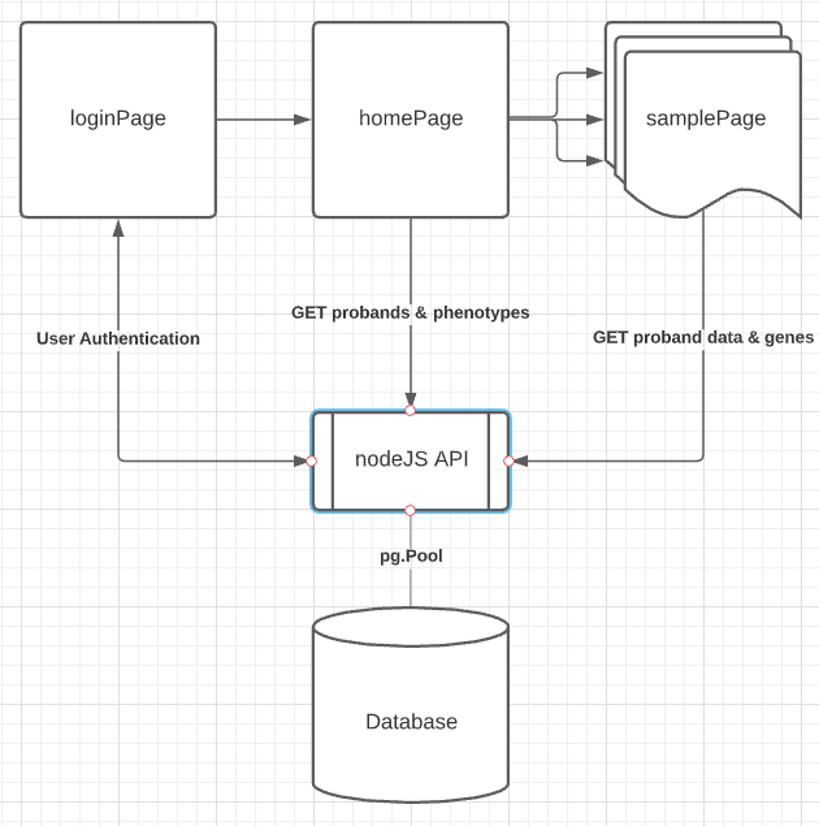 loginPage
homePage
samplePage
GET probands & phenotypes
User Authentication
GET proband data & genes
nodeJS API
pg.Pool
Database